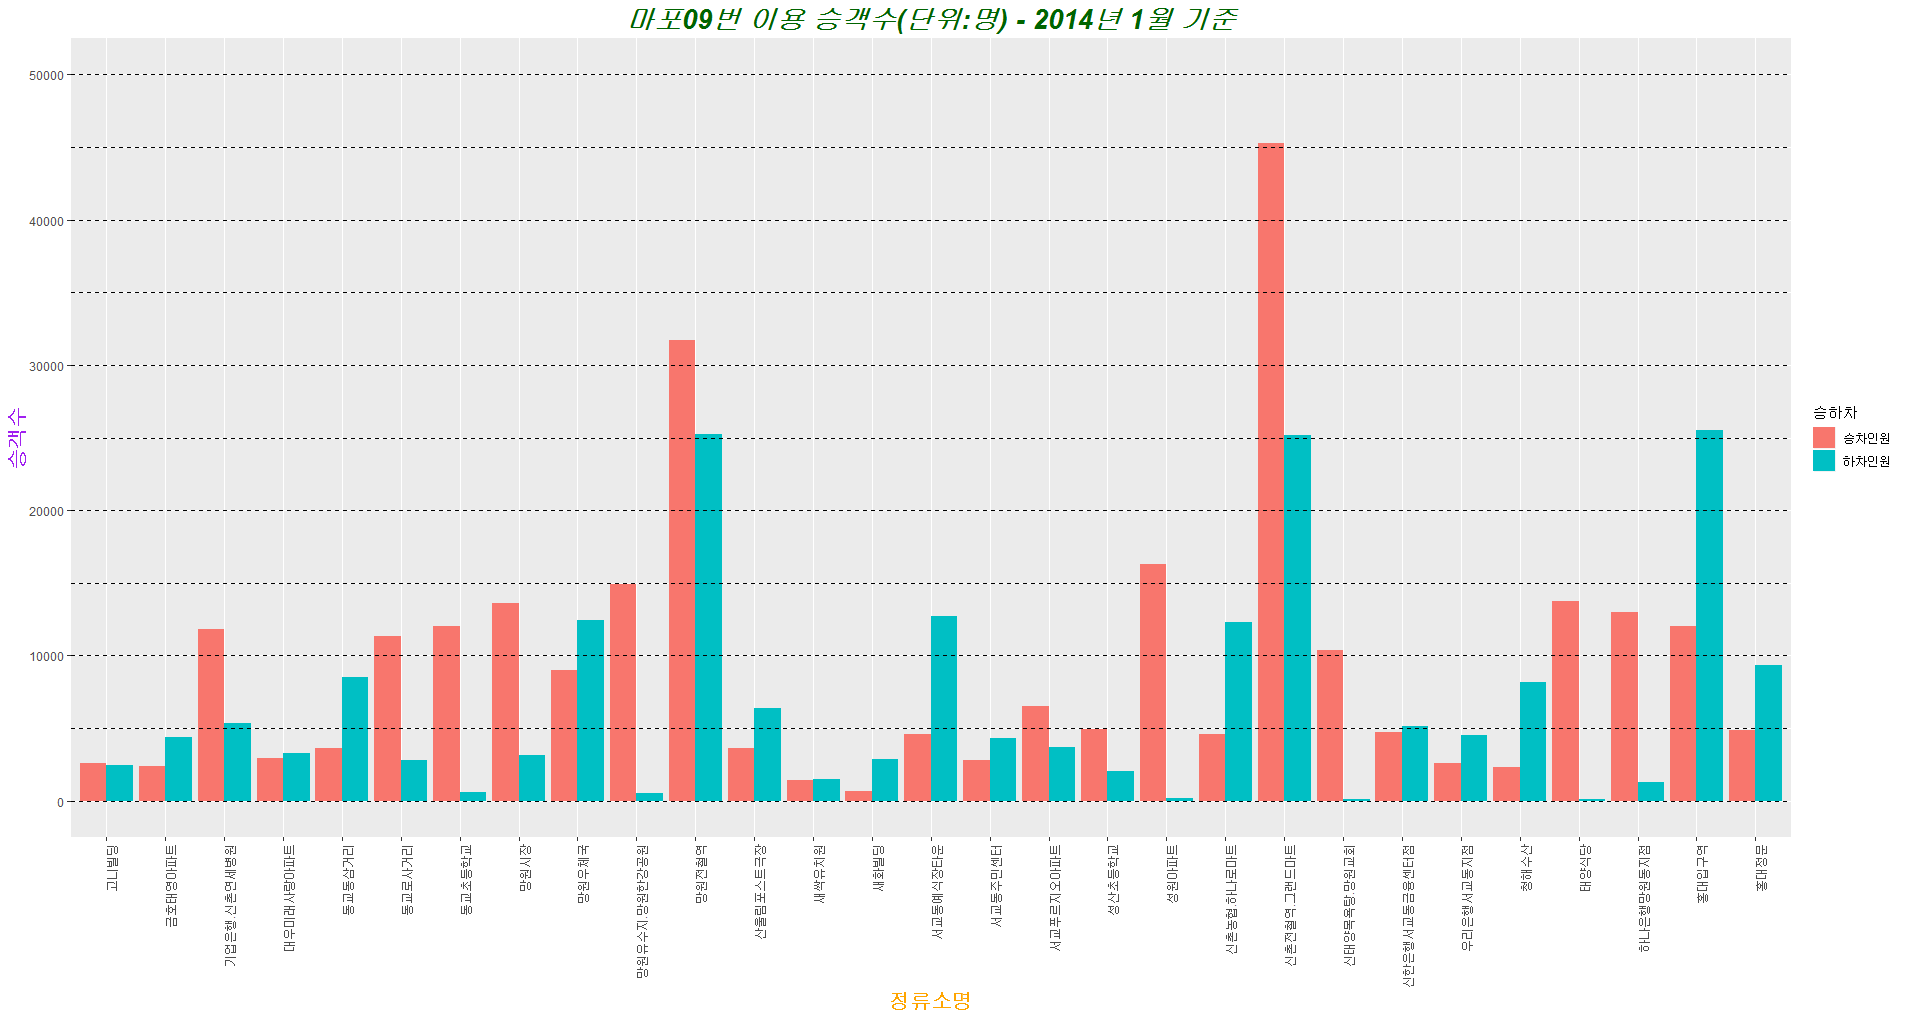 마포09번 이용 승객수(단위:명) - 2014년 1월 기준
승객수
50000
40000
30000
20000
10000
0
고니빌딩
금호태영아파트
기업은행.신촌연세병원
대우미래사랑아파트
동교동삼거리
동교로사거리
동교초등학교
망원시장
망원우체국
망원유수지.망원한강공원
망원전철역
산울림포스트극장
새싹유치원
새화빌딩
서교동예식장타운
서교동주민센터
서교푸르지오아파트
성산초등학교
성원아파트
신촌농협.하나로마트
신촌전철역.그랜드마트
신태양목욕탕.망원교회
신한은행서교동금융센터점
우리은행서교동지점
청해수산
태양식당
하나은행망원동지점
홍대입구역
홍대정문
정류소명
승하차
승차인원
하차인원